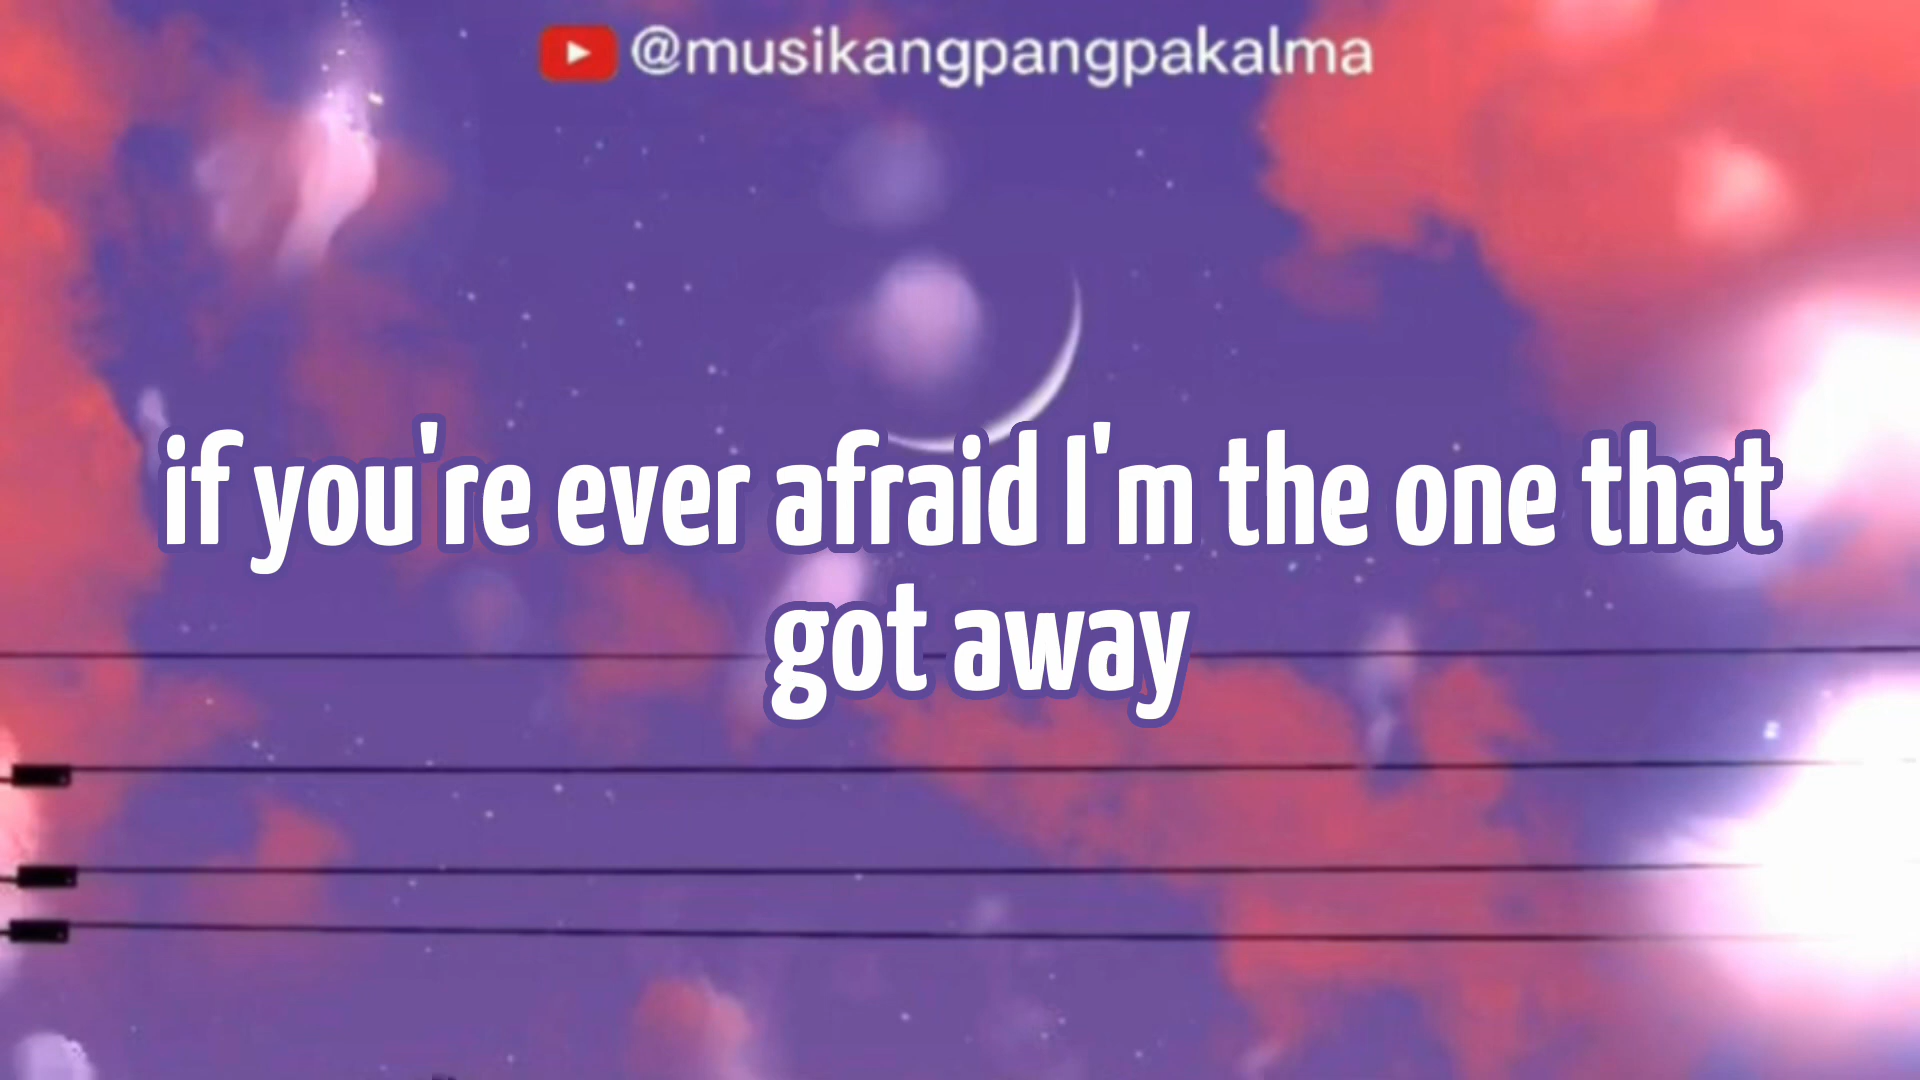 @musikangpangpakalma
if you're ever afraid I'm the one that
got away